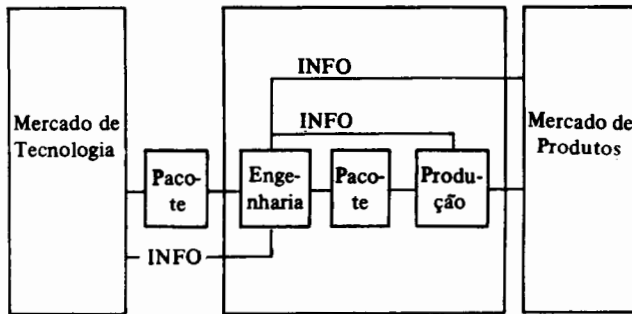 INFO
INFO
Mercado de
Tecnologia
Paco-
te
Enge-
nharia
Paco-
te
Produ-
ção
Mercado de
Produtos
INFO